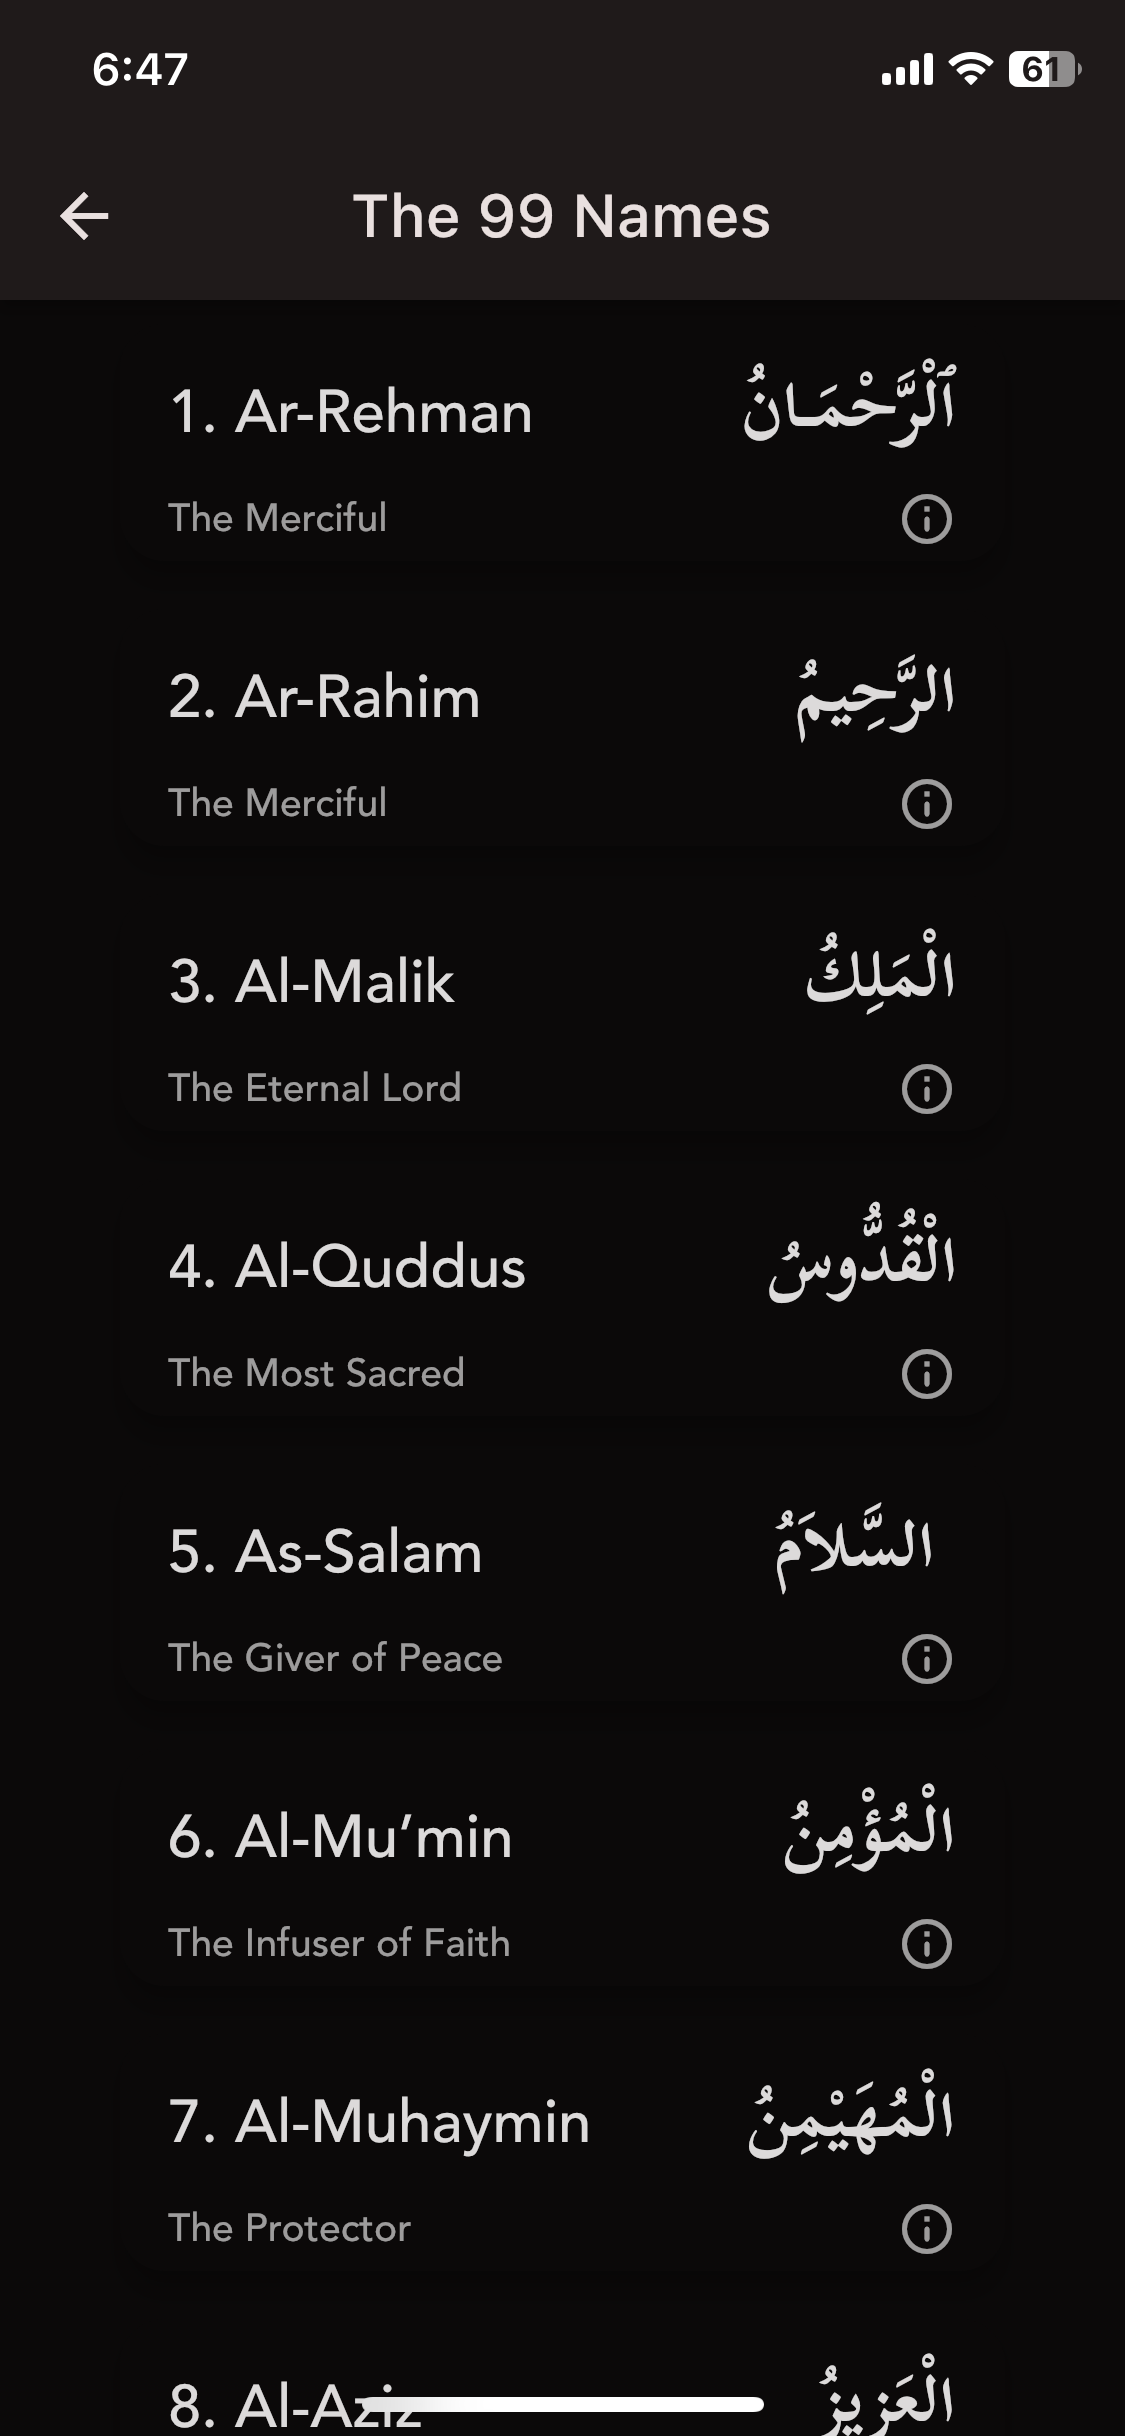 6:47
61
The 99 Names
1. Ar-Rehman
ٱلْرَّحْمَـانُ
The Merciful
2. Ar-Rahim
الرَّحِيمُ
The Merciful
3. Al-Malik
الْمَلِكُ
The Eternal Lord
4. Al-Quddus
الْقُدُّوسُ
The Most Sacred
5. As-Salam
السَّلاَمُ
The Giver of Peace
6. Al-Mu’min
الْمُؤْمِنُ
The Infuser of Faith
7. Al-Muhaymin
الْمُهَيْمِنُ
The Protector
8. Al-Aziz
الْعَزِيزُ